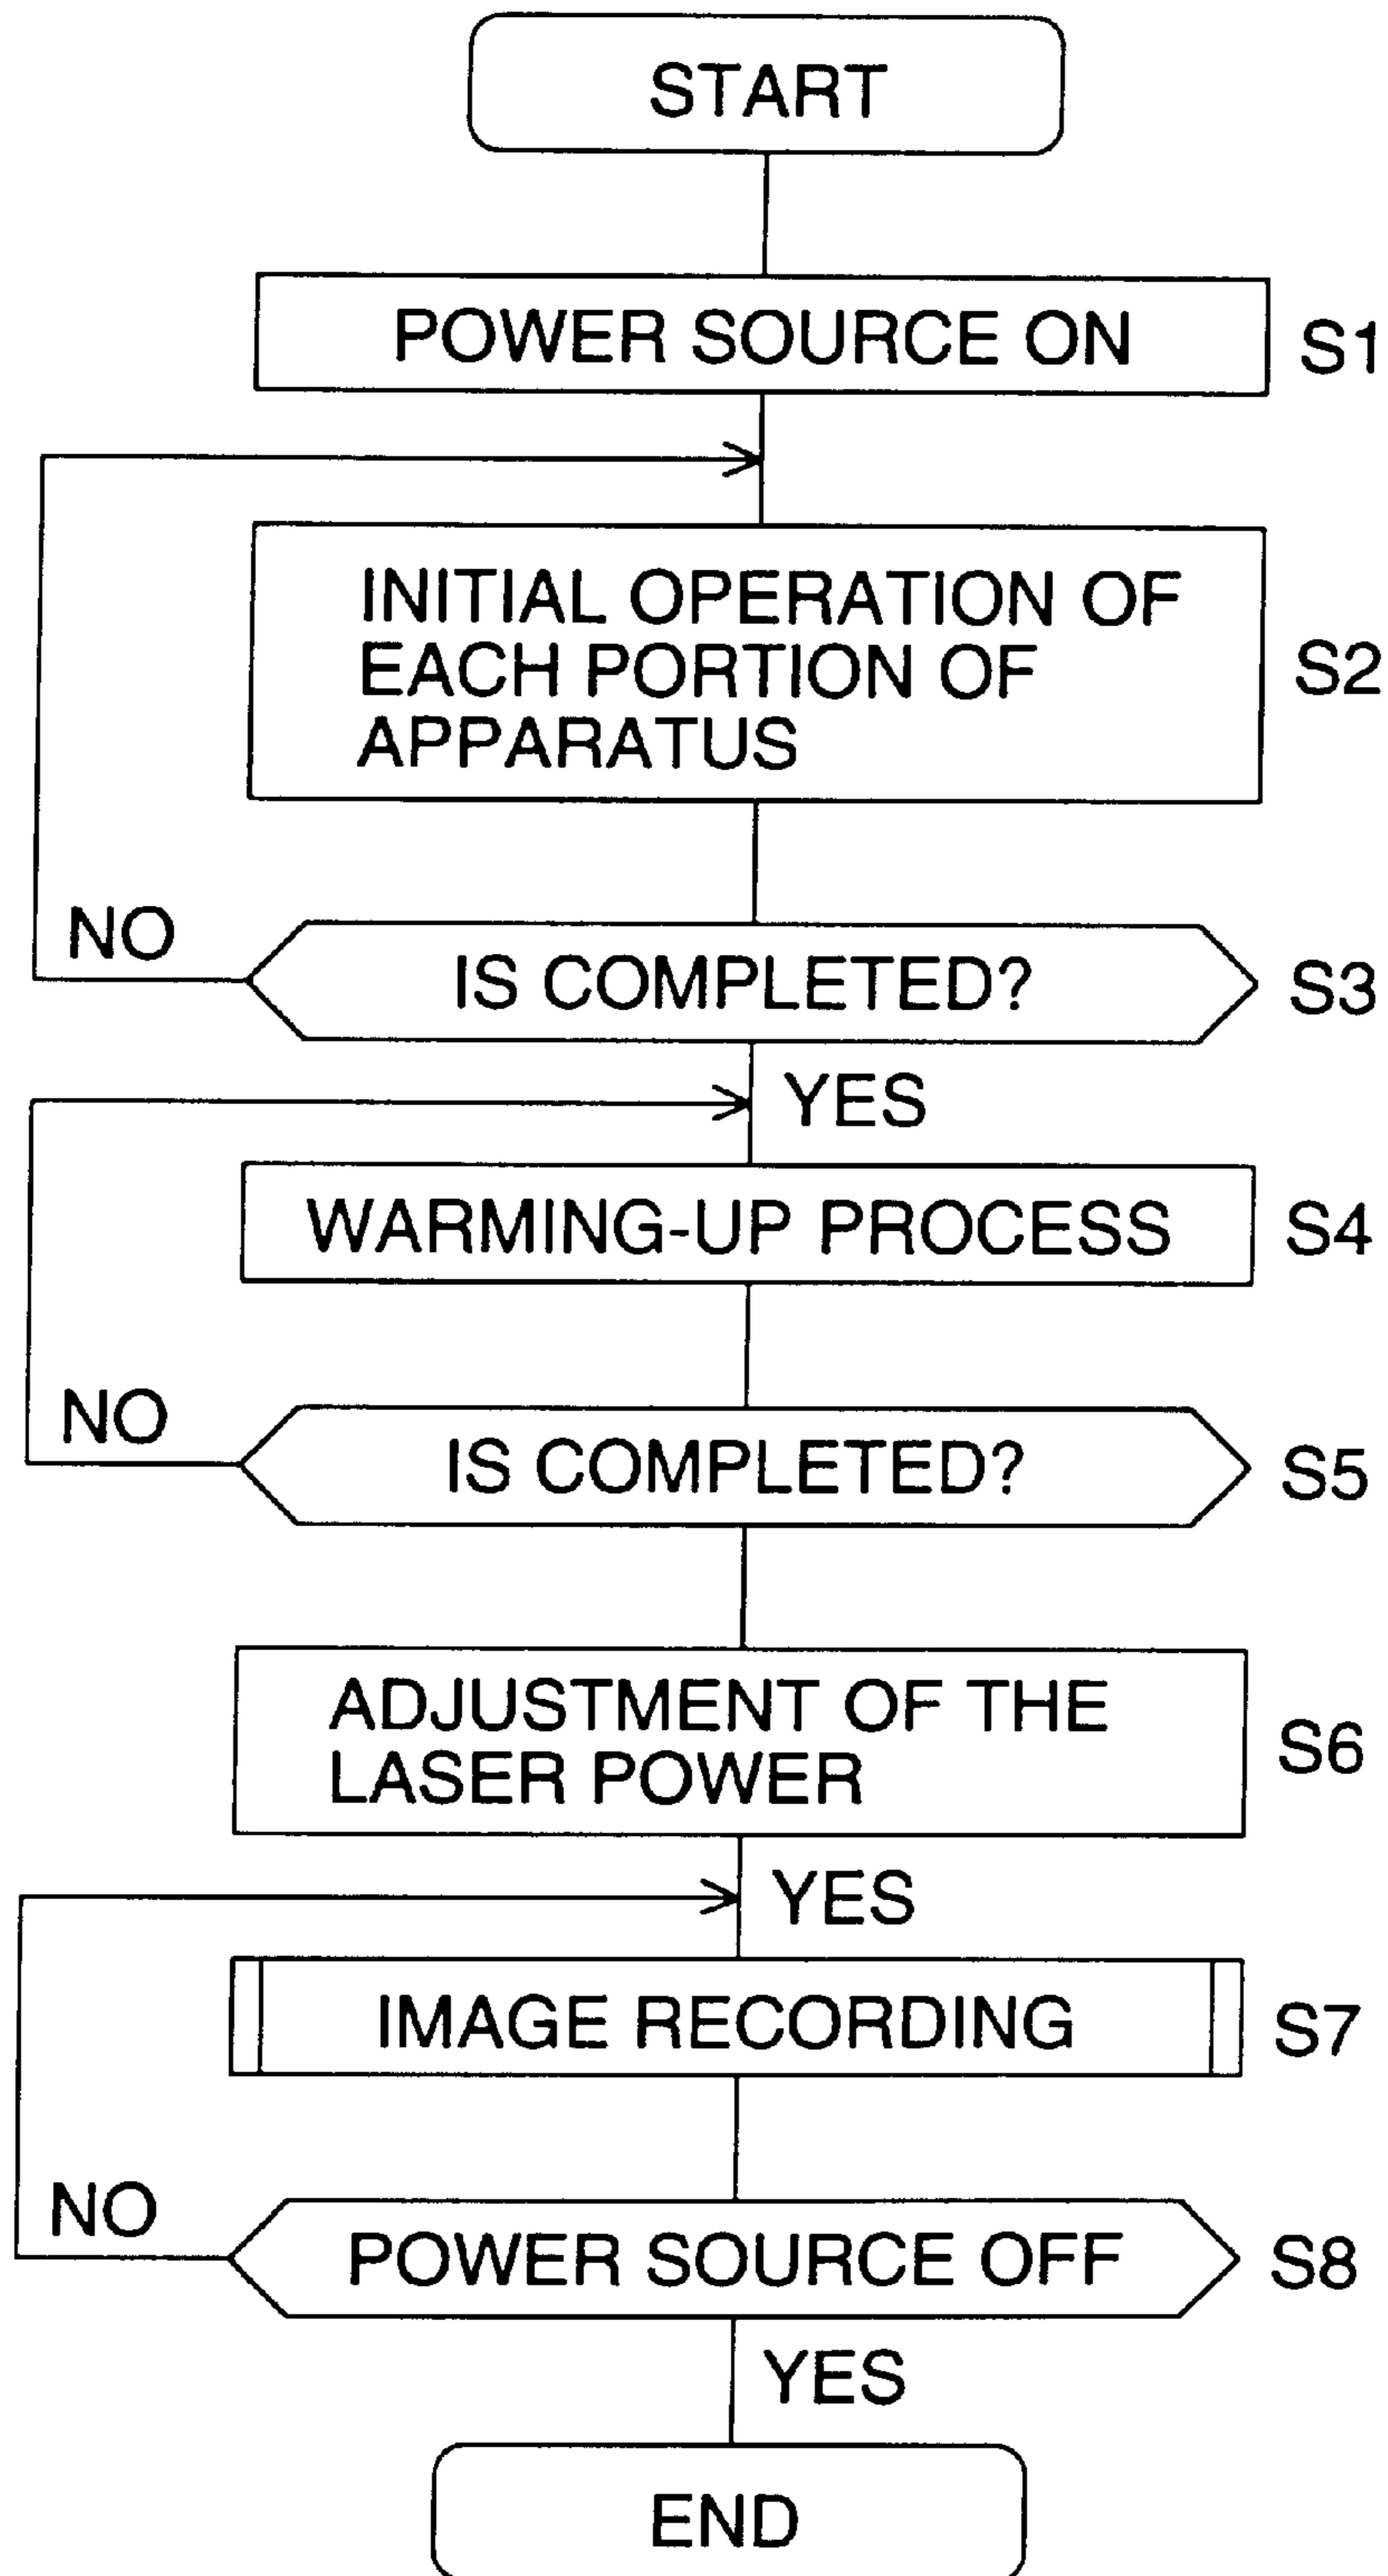 START
POWER SOURCE ON
S1
INITIAL OPERATION OF
EACH PORTION OF
APPARATUS
S2
NO
IS COMPLETED?
S3
YES
WARMING-UP PROCESS
S4
NO
IS COMPLETED?
S5
ADJUSTMENT OF THE
LASER POWER
S6
YES
IMAGE RECORDING
S7
NO
POWER SOURCE OFF
S8
YES
END